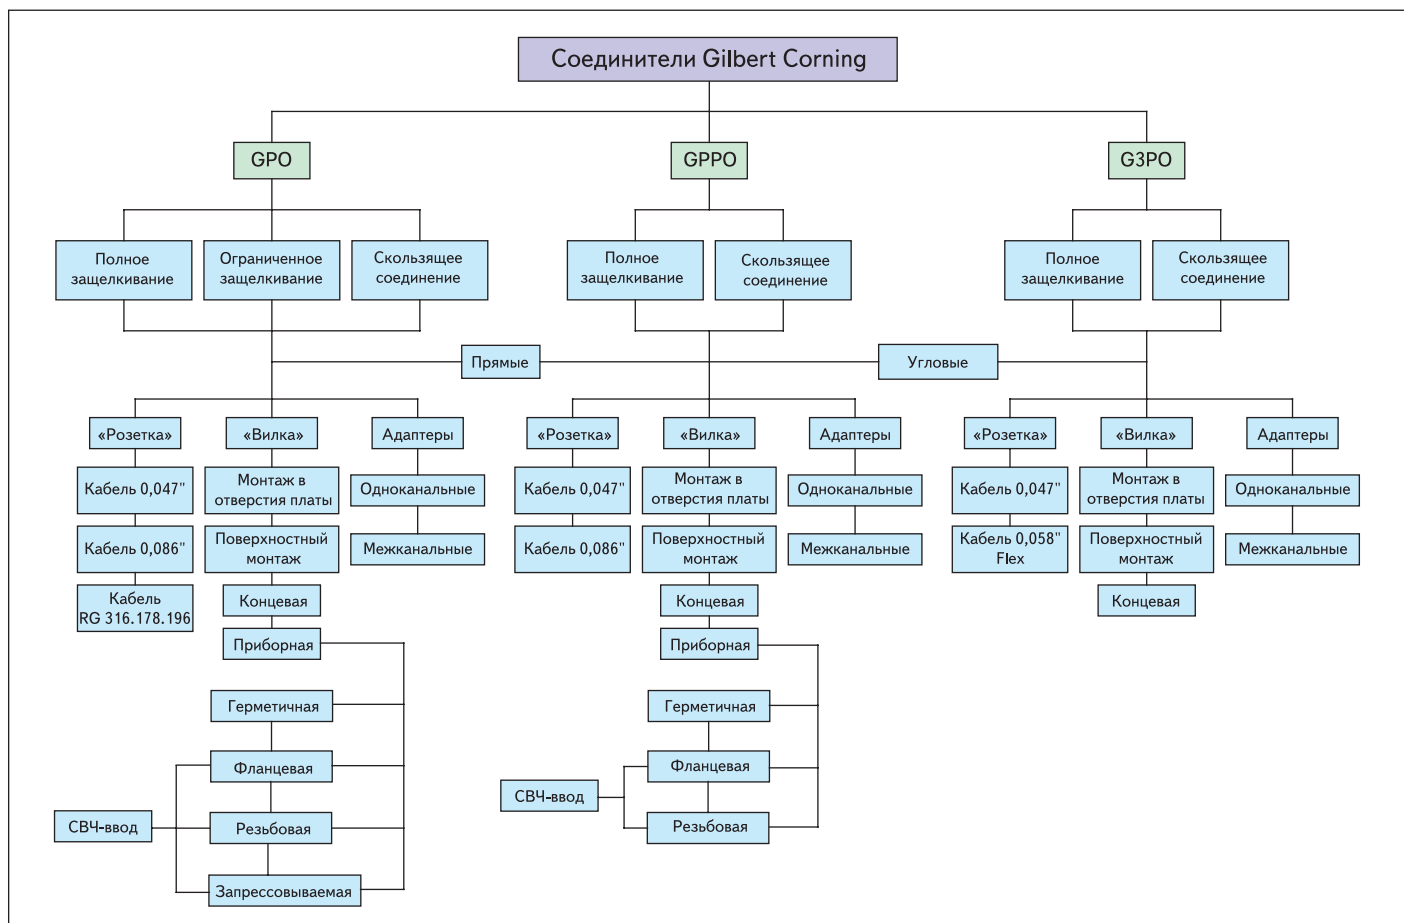 Соединители Gilbert Corning
GPO
GPPO
G3PO
Полное
защелкивание
Ограниченное
защелкивание
Скользящее
соединение
Полное
защелкивание
Скользящее
соединение
Полное
защелкивание
Скользящее
соединение
Прямые
Угловые
«Розетка»
«Вилка»
Адаптеры
«Розетка»
«Вилка»
Адаптеры
«Розетка»
«Вилка»
Адаптеры
Кабель 0,047"
Монтаж в
отверстия платы
Одноканальные
Кабель 0,047"
Монтаж в
отверстия платы
Одноканальные
Кабель 0,047"
Монтаж в
отверстия платы
Одноканальные
Кабель 0,086"
Поверхностный
монтаж
Межканальные
Кабель 0,086"
Поверхностный
монтаж
Межканальные
Кабель 0,058"
Flex
Поверхностный
монтаж
Межканальные
Кабель
RG 316.178.196
Концевая
Концевая
Концевая
Приборная
Приборная
Герметичная
Герметичная
Фланцевая
Фланцевая
СВЧ-ввод
СВЧ-ввод
Резьбовая
Резьбовая
Запрессовываемая